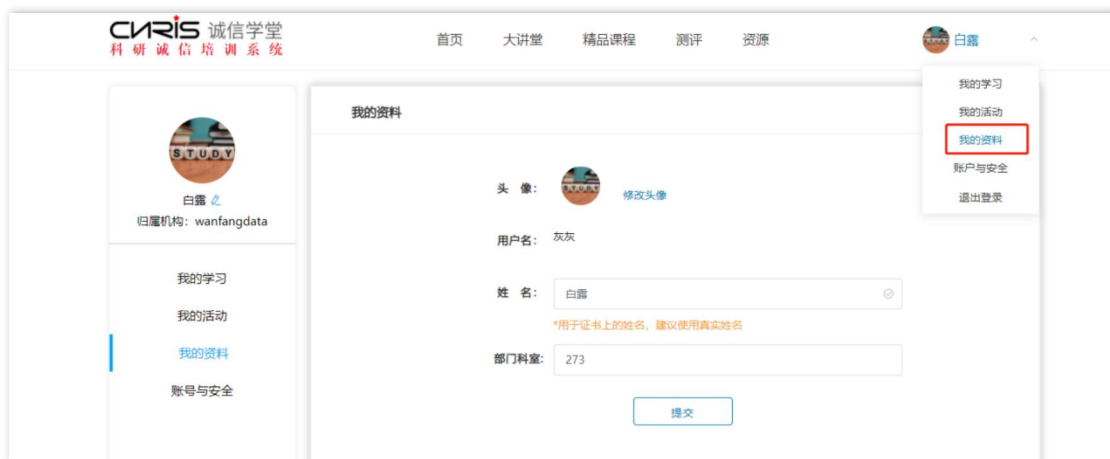 CNRIS 诚信学堂
科研诚信培训系统
首页 大讲堂 精品课程 测评 资源 白露
我的学习
我的活动
我的资料
账户与安全
退出登录
STUDY
白露
归属机构：wanfangdata
我的学习
我的活动
我的资料
账号与安全
我的资料
头 像： STUDY 修改头像
用户名： 灰灰
姓 名： 白露
*用于证书上的姓名，建议使用真实姓名
部门科室: 273
提交